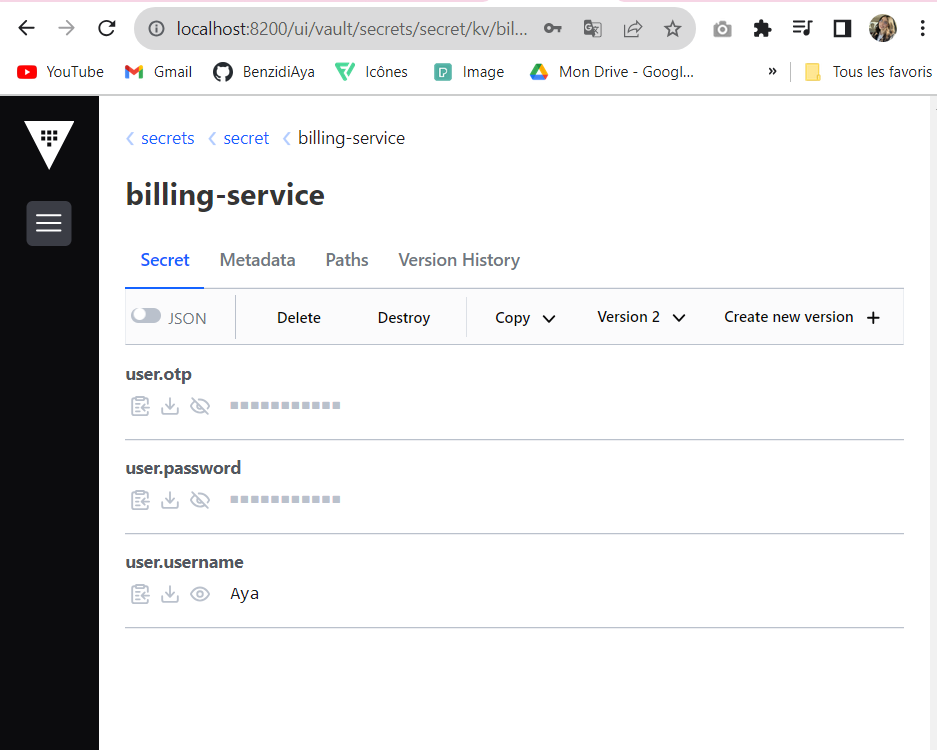 localhost:8200/ui/vault/secrets/secret/kv/bil...
YouTube Gmail BenzidiAya Icônes Image Mon Drive - Googl... » Tous les favoris
secrets secret billing-service
billing-service
Secret Metadata Paths Version History
JSON Delete Destroy Copy Version 2 Create new version +
user.otp
user.password
user.username
Aya